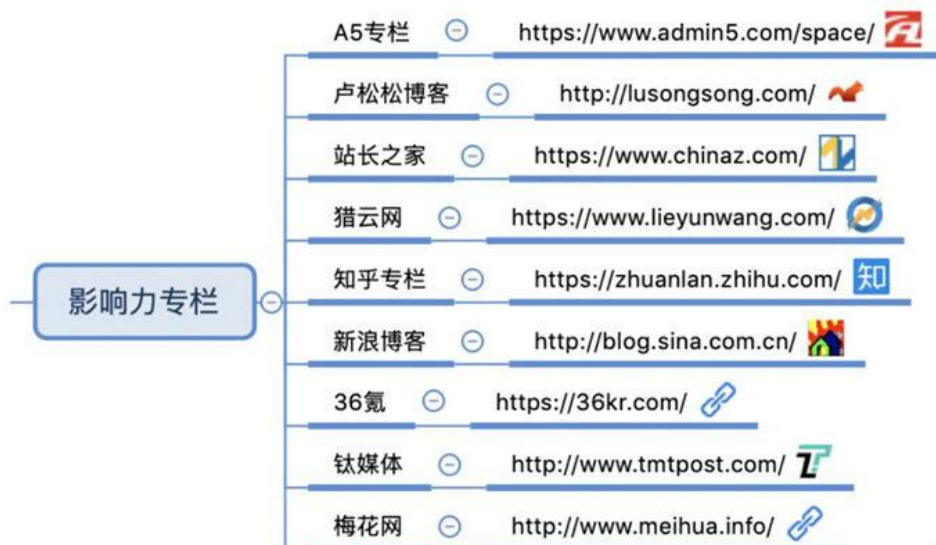 A5专栏 https://www.admin5.com/space/
卢松松博客 http://lusongsong.com/
站长之家 https://www.chinaz.com/
猎云网 https://www.lieyunwang.com/
影响力专栏
知乎专栏 https://zhuanlan.zhihu.com/ 知
新浪博客 http://blog.sina.com.cn/
36氪 https://36kr.com/
钛媒体 http://www.tmtpost.com/
梅花网 http://www.meihua.info/